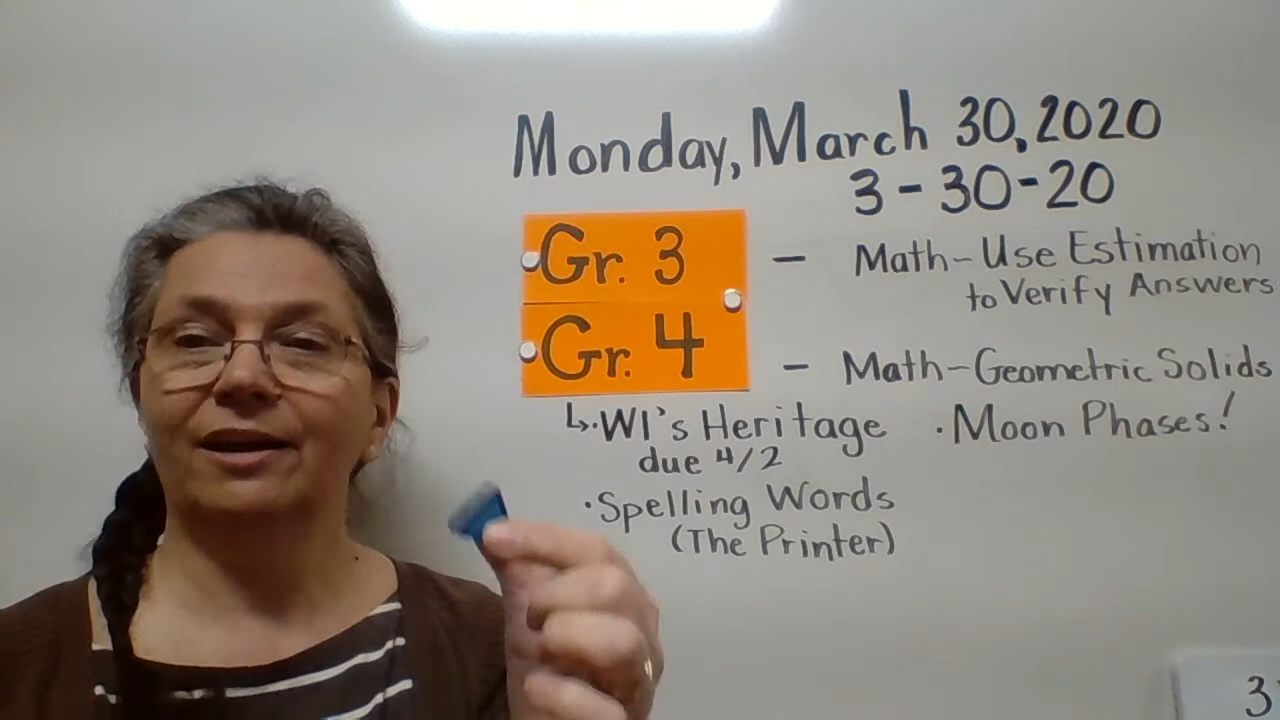 Monday, March 30, 2020
3-30-20
Gr. 3 - Math-Use Estimation
to Verify Answers
Gr. 4 - Math-Geometric Solids
↳·WI's Heritage ·Moon Phases!
due 4/2
·Spelling Words
(The Printer)
3